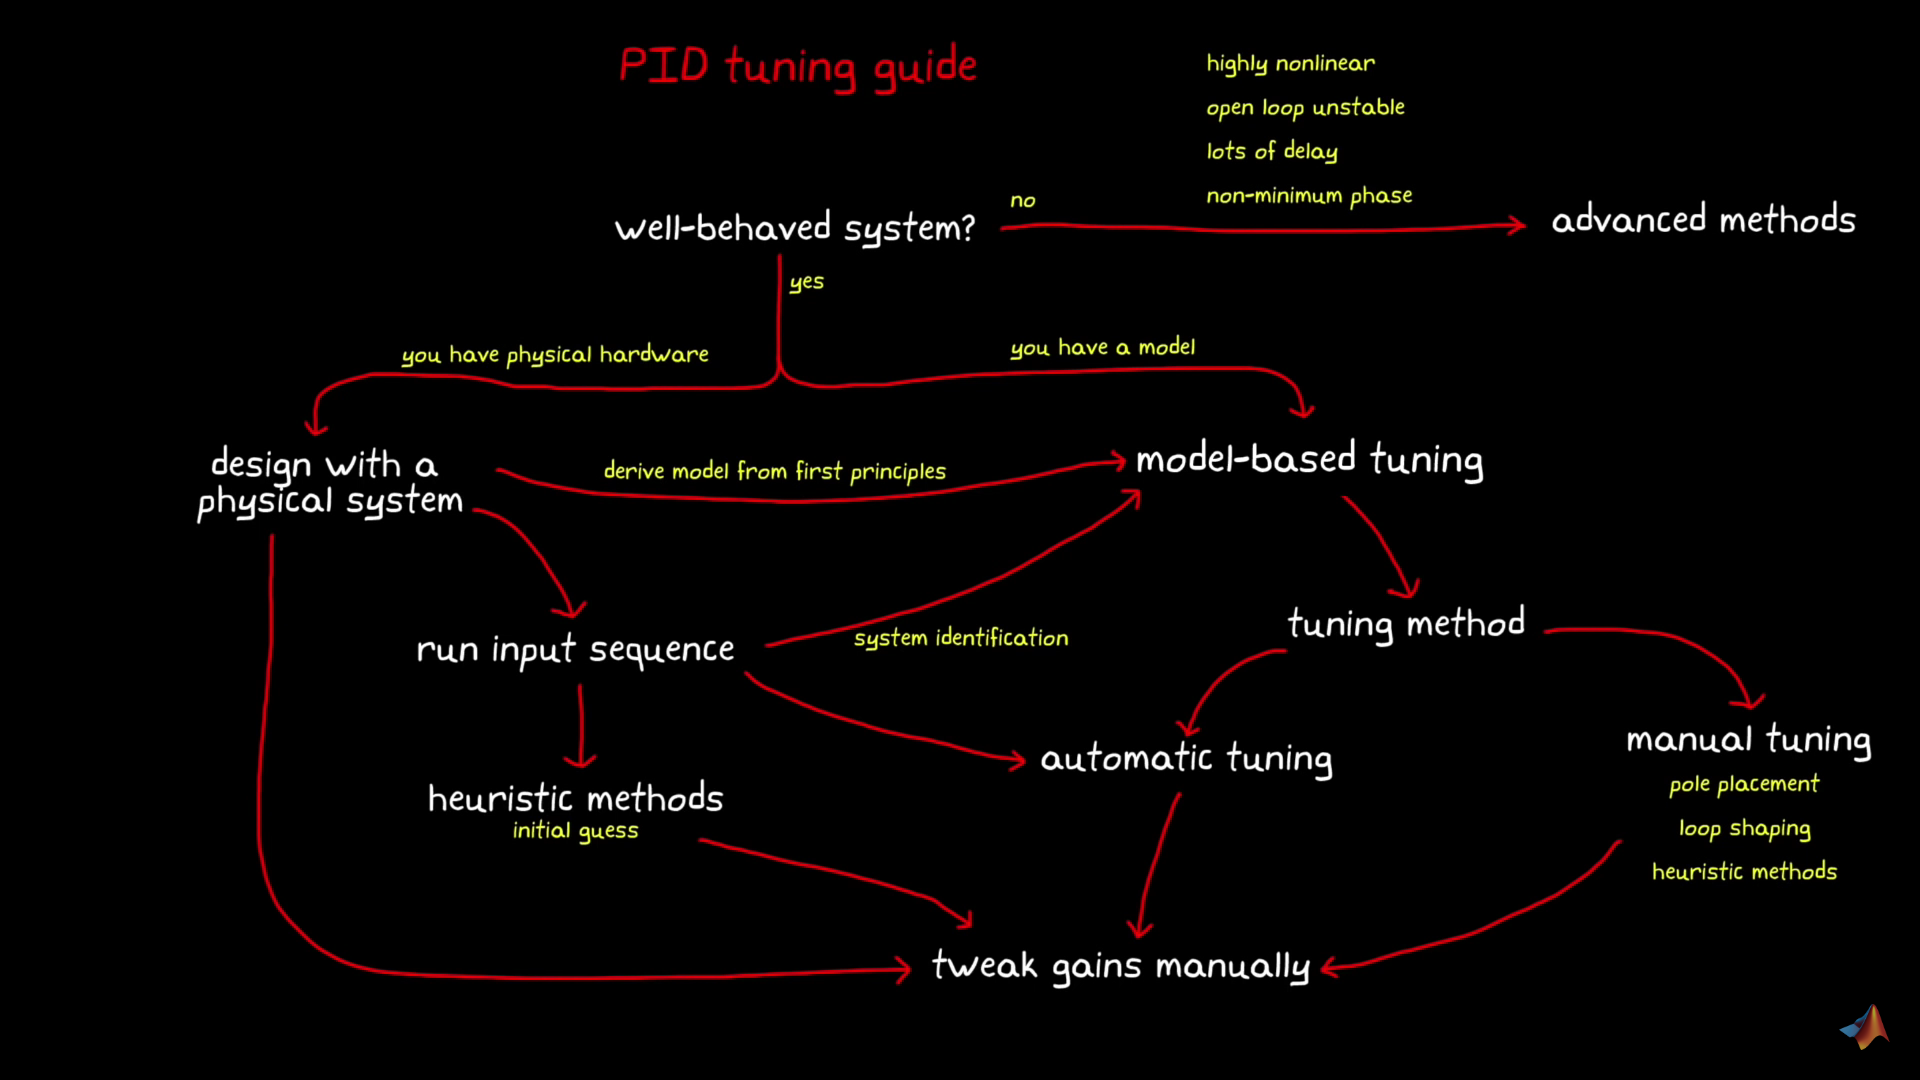 PID tuning guide
highly nonlinear
open loop unstable
lots of delay
non-minimum phase
no
well-behaved system?
advanced methods
yes
you have physical hardware
you have a model
design with a
physical system
derive model from first principles
model-based tuning
run input sequence
system identification
tuning method
heuristic methods
initial guess
automatic tuning
manual tuning
pole placement
loop shaping
heuristic methods
tweak gains manually